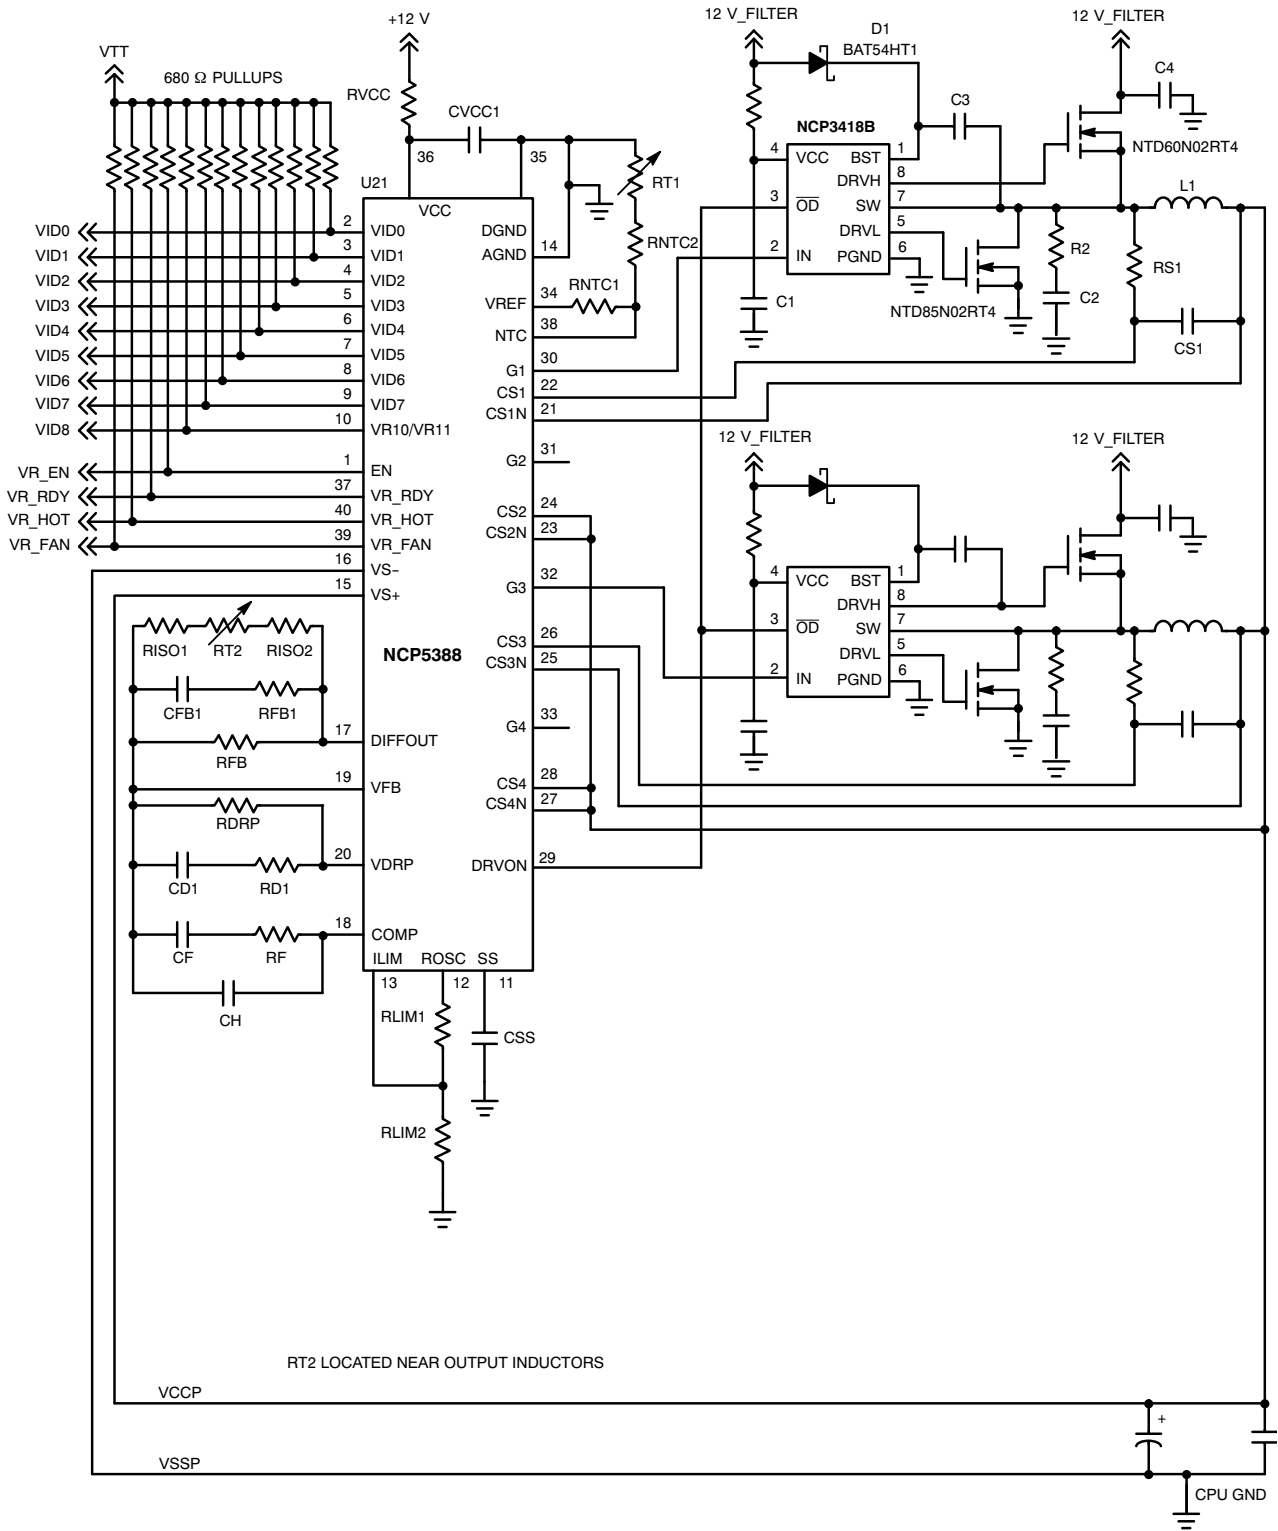 +12 V
12 V_FILTER
D1
BAT54HT1
12 V_FILTER
VTT
680 Ω PULLUPS
RVCC
CVCC1
C3
C4
NCP3418B
NTD60N02RT4
36
35
U21
VCC
RT1
4 VCC
BST 1
DRVH 8
3 OD
SW 7
DRVL 5
2 IN
PGND 6
L1
R2
RS1
C1
NTD85N02RT4
C2
CS1
VID0 2 VID0
VID1 3 VID1
VID2 4 VID2
VID3 5 VID3
VID4 6 VID4
VID5 7 VID5
VID6 8 VID6
VID7 9 VID7
VID8 10 VR10/VR11
VR_EN 1 EN
VR_RDY 37 VR_RDY
VR_HOT 40 VR_HOT
VR_FAN 39 VR_FAN
16 VS−
15 VS+
DGND
AGND 14
RNTC2
VREF 34
RNTC1
NTC 38
G1 30
CS1 22
CS1N 21
G2 31
CS2 24
CS2N 23
G3 32
CS3 26
CS3N 25
G4 33
CS4 28
CS4N 27
DRVON 29
12 V_FILTER
12 V_FILTER
4 VCC
BST 1
DRVH 8
3 OD
SW 7
DRVL 5
2 IN
PGND 6
NCP5388
RISO1
RT2
RISO2
CFB1
RFB1
17 DIFFOUT
RFB
19 VFB
RDRP
20 VDRP
CD1
RD1
18 COMP
CF
RF
CH
ILIM
ROSC
SS
13
12
11
RLIM1
CSS
RLIM2
RT2 LOCATED NEAR OUTPUT INDUCTORS
VCCP
+
VSSP
CPU GND